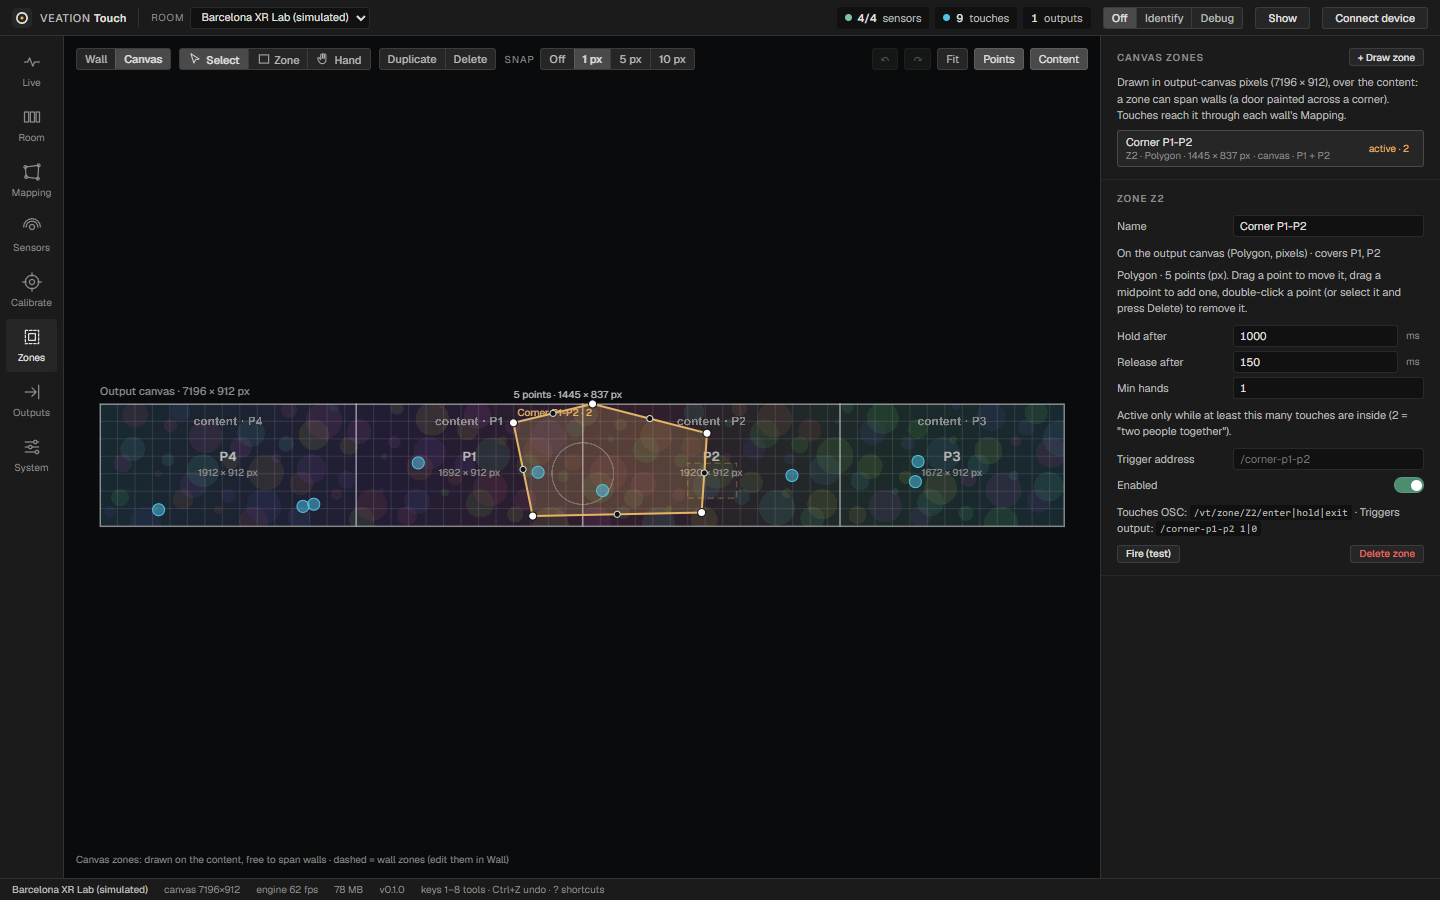 VEATION Touch
ROOM
Barcelona XR Lab (simulated)
4/4 sensors
9 touches
1 outputs
Off
Identify
Debug
Show
Connect device
Live
Room
Mapping
Sensors
Calibrate
Zones
Outputs
System
Wall
Canvas
Select
Zone
Hand
Duplicate
Delete
SNAP
Off
1 px
5 px
10 px
Fit
Points
Content
Output canvas · 7196 × 912 px
5 points · 1445 × 837 px
Corner P1-P2 · 2
content · P4
content · P1
content · P2
content · P3
P4
P1
P2
P3
1912 × 912 px
1692 × 912 px
1920 × 912 px
1672 × 912 px
Canvas zones: drawn on the content, free to span walls · dashed = wall zones (edit them in Wall)
CANVAS ZONES
+ Draw zone
Drawn in output-canvas pixels (7196 × 912), over the content:
a zone can span walls (a door painted across a corner).
Touches reach it through each wall's Mapping.
Corner P1-P2
Z2 · Polygon · 1445 × 837 px · canvas · P1 + P2
active · 2
ZONE Z2
Name
Corner P1-P2
On the output canvas (Polygon, pixels) · covers P1, P2
Polygon · 5 points (px). Drag a point to move it, drag a
midpoint to add one, double-click a point (or select it and
press Delete) to remove it.
Hold after
1000
ms
Release after
150
ms
Min hands
1
Active only while at least this many touches are inside (2 =
"two people together").
Trigger address
/corner-p1-p2
Enabled
Touches OSC: /vt/zone/Z2/enter|hold|exit · Triggers
output: /corner-p1-p2 1|0
Fire (test)
Delete zone
Barcelona XR Lab (simulated)
canvas 7196×912
engine 62 fps
78 MB
v0.1.0
keys 1–8 tools · Ctrl+Z undo · ? shortcuts